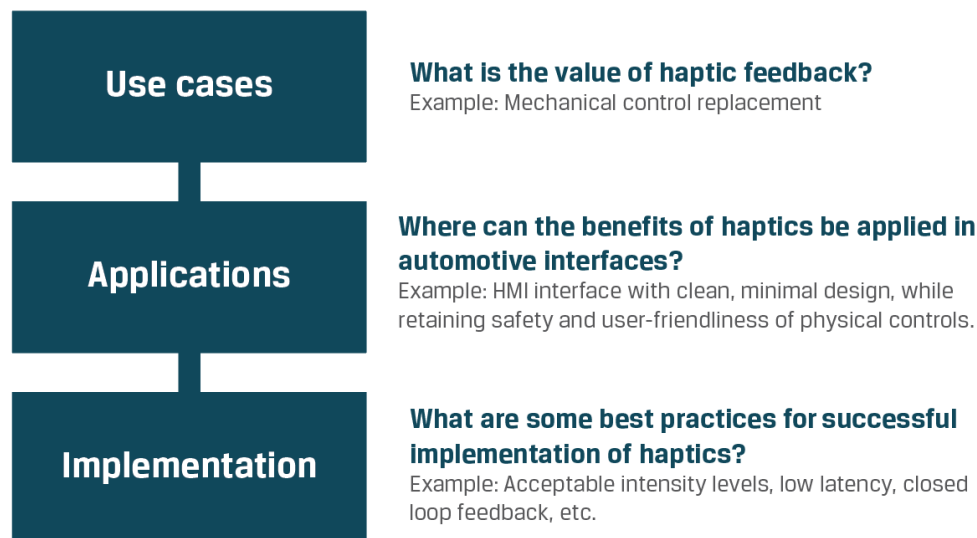 Use cases
What is the value of haptic feedback?
Example: Mechanical control replacement
Applications
Where can the benefits of haptics be applied in
automotive interfaces?
Example: HMI interface with clean, minimal design, while
retaining safety and user-friendliness of physical controls.
Implementation
What are some best practices for successful
implementation of haptics?
Example: Acceptable intensity levels, low latency, closed
loop feedback, etc.